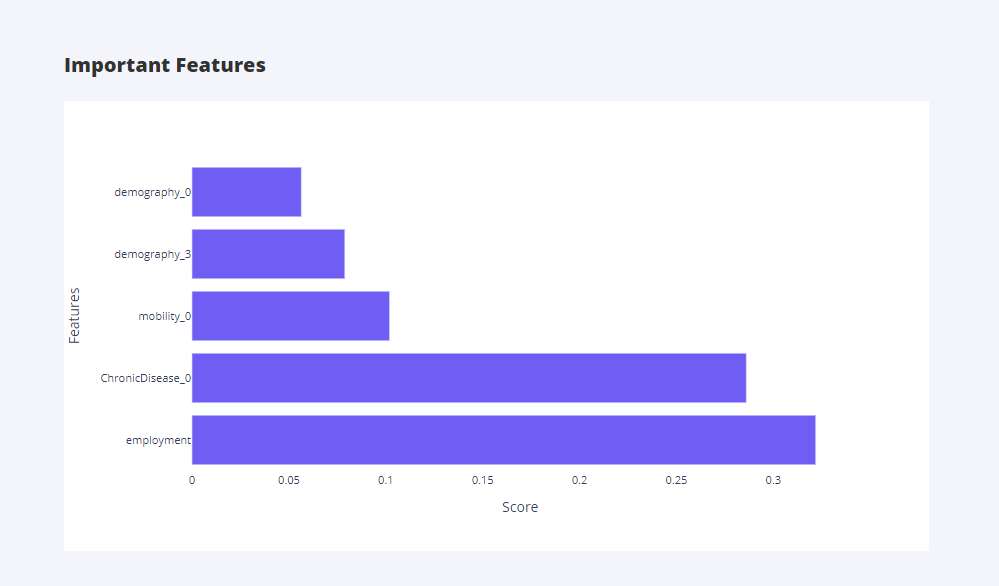 Important Features
demography_0
demography_3
mobility_0
ChronicDisease_0
employment
Features
0 0.05 0.1 0.15 0.2 0.25 0.3
Score